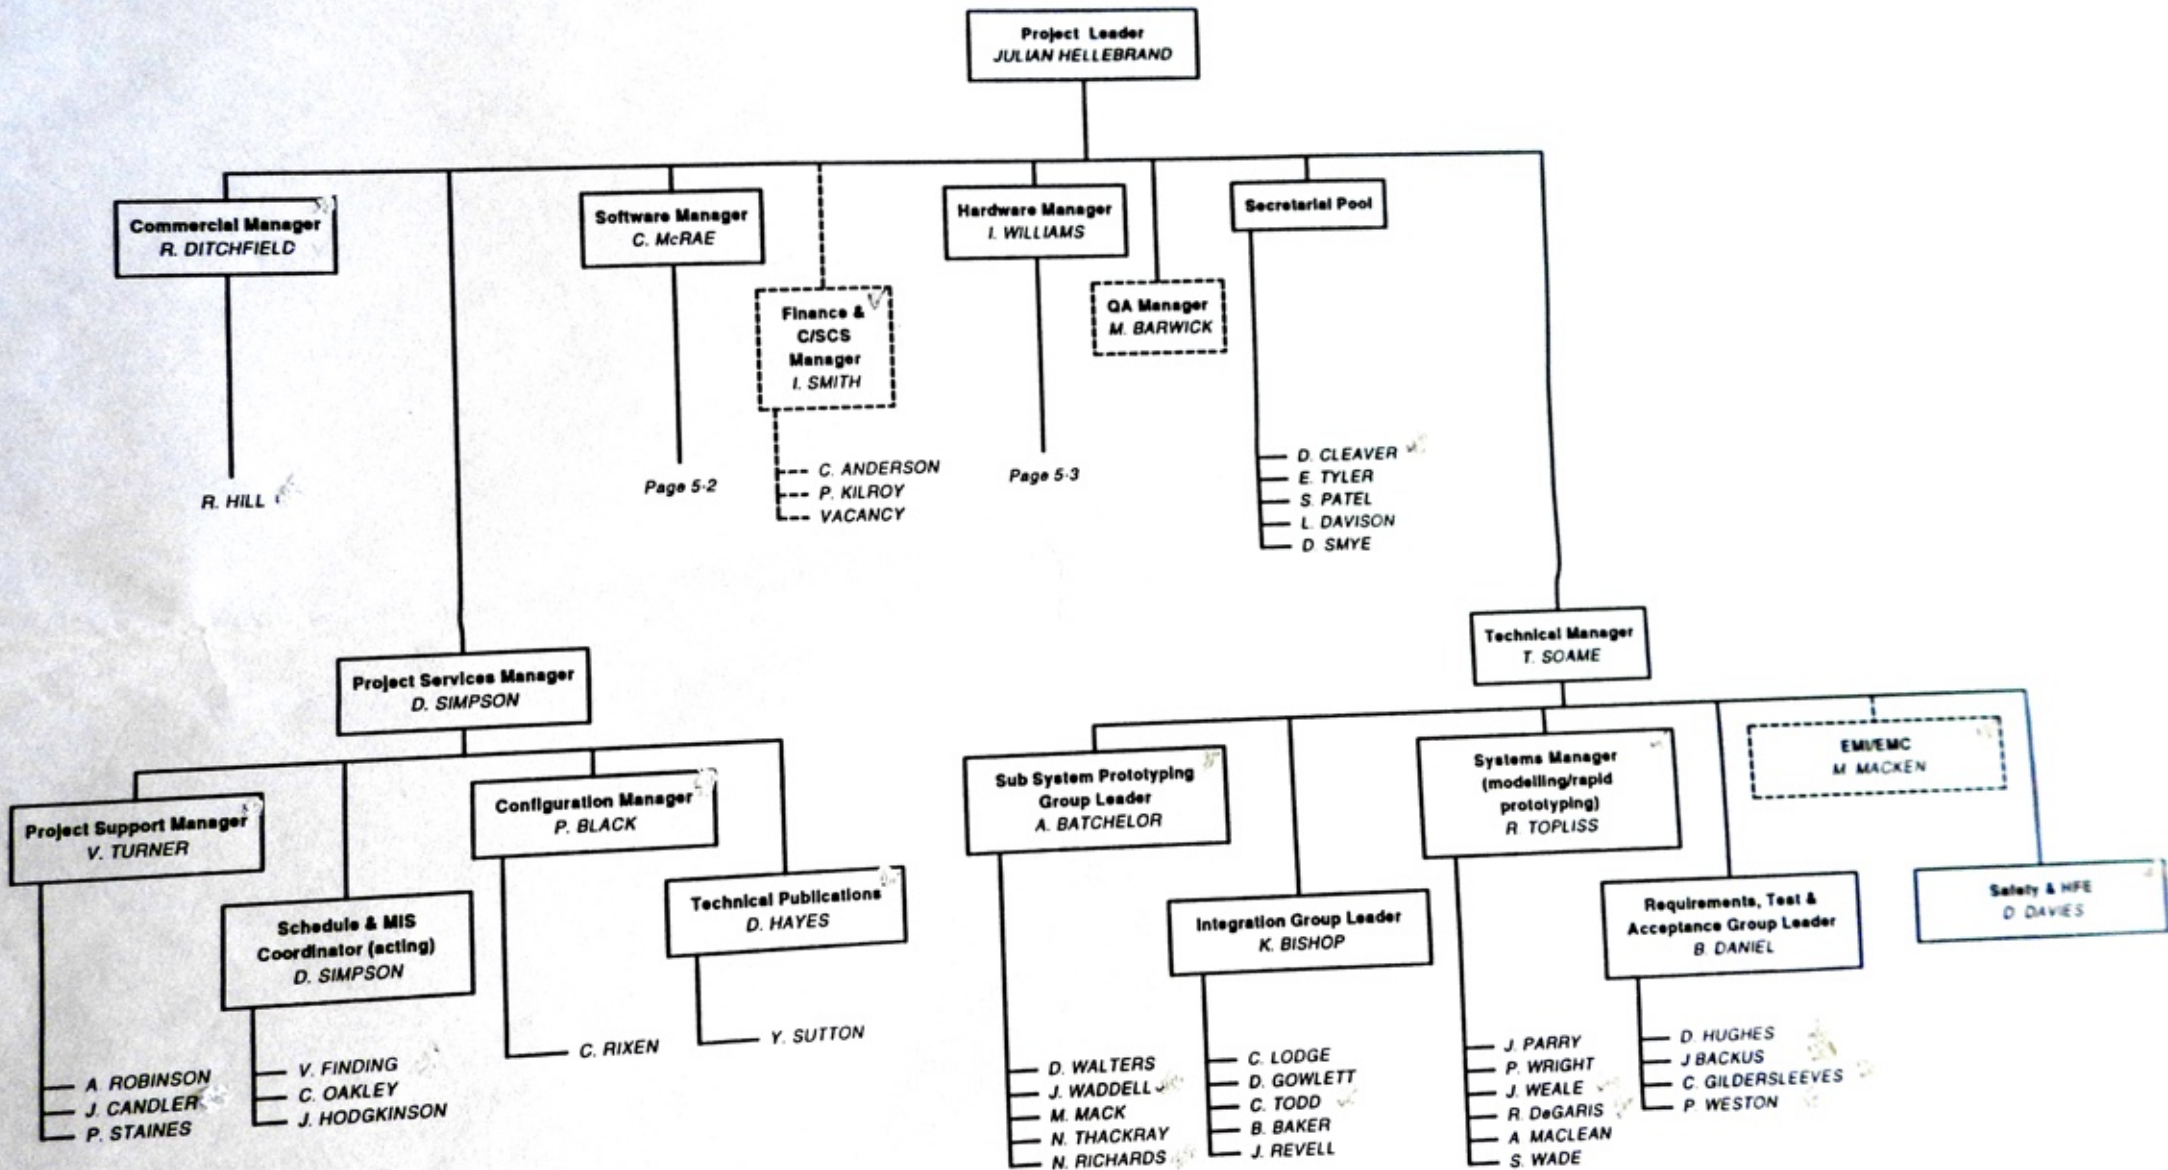 Project Leader
JULIAN HELLEBRAND
Commercial Manager
R. DITCHFIELD
R. HILL
Software Manager
C. McRAE
Page 5-2
Finance &
C/SCS
Manager
I. SMITH
C. ANDERSON
P. KILROY
VACANCY
Hardware Manager
I. WILLIAMS
Page 5-3
QA Manager
M. BARWICK
Secretarial Pool
D. CLEAVER
E. TYLER
S. PATEL
L. DAVISON
D. SMYE
Project Services Manager
D. SIMPSON
Project Support Manager
V. TURNER
A. ROBINSON
J. CANDLER
P. STAINES
Schedule & MIS
Coordinator (acting)
D. SIMPSON
V. FINDING
C. OAKLEY
J. HODGKINSON
Configuration Manager
P. BLACK
C. RIXEN
Technical Publications
D. HAYES
Y. SUTTON
Technical Manager
T. SOAME
Sub System Prototyping
Group Leader
A. BATCHELOR
D. WALTERS
J. WADDELL
M. MACK
N. THACKRAY
N. RICHARDS
Integration Group Leader
K. BISHOP
C. LODGE
D. GOWLETT
C. TODD
B. BAKER
J. REVELL
Systems Manager
(modelling/rapid
prototyping)
R. TOPLISS
J. PARRY
P. WRIGHT
J. WEALE
R. DeGARIS
A MACLEAN
S. WADE
Requirements, Test &
Acceptance Group Leader
B. DANIEL
D. HUGHES
J BACKUS
C. GILDERSLEEVES
P. WESTON
EMI/EMC
M. MACKEN
Safety & HFE
D. DAVIES